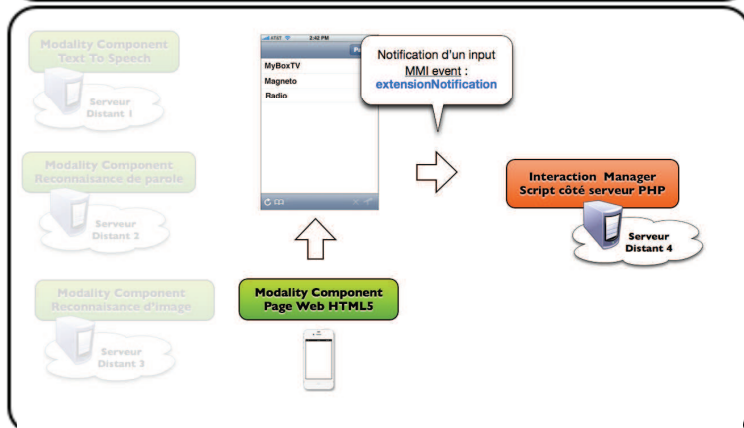 Modality Component
Text To Speech
Serveur
Distant 1
Modality Component
Reconnaisance de parole
Serveur
Distant 2
Modality Component
Reconnaisance d'image
Serveur
Distant 3
AT&T 2:42 PM
MyBoxTV
Magneto
Radio
Notification d'un input
MMI event :
extensionNotification
Modality Component
Page Web HTML5
Interaction Manager
Script côté serveur PHP
Serveur
Distant 4